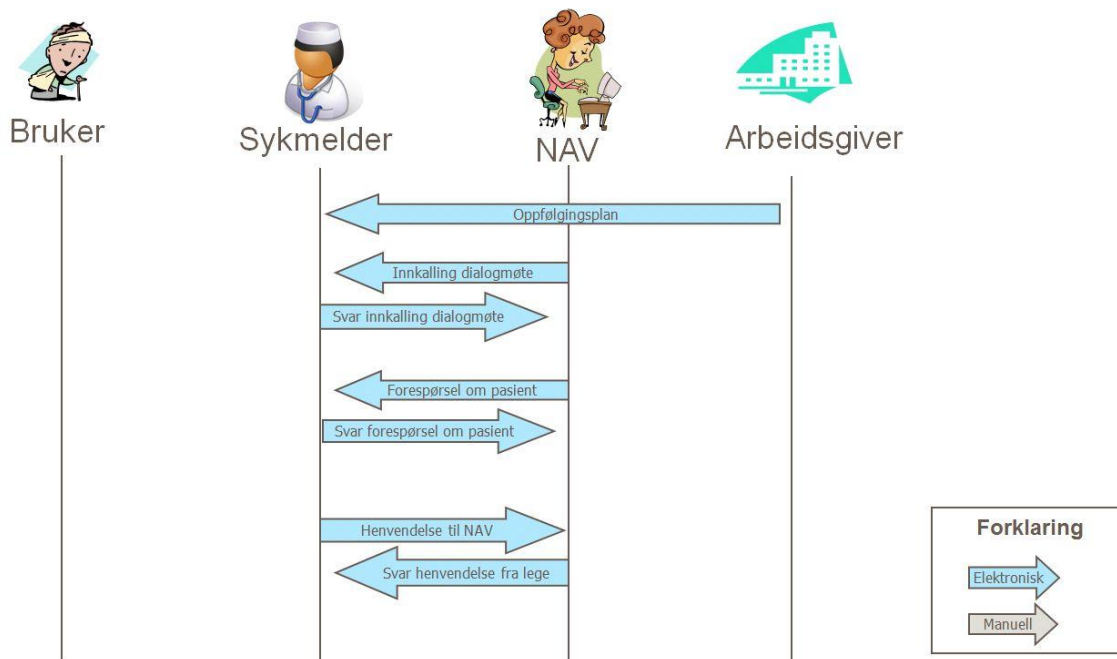 Bruker
Sykmelder
NAV
Arbeidsgiver
Oppfølgingsplan
Innkalling dialogmøte
Svar innkalling dialogmøte
Forespørsel om pasient
Svar forespørsel om pasient
Henvendelse til NAV
Svar henvendelse fra lege
Forklaring
Elektronisk
Manuell